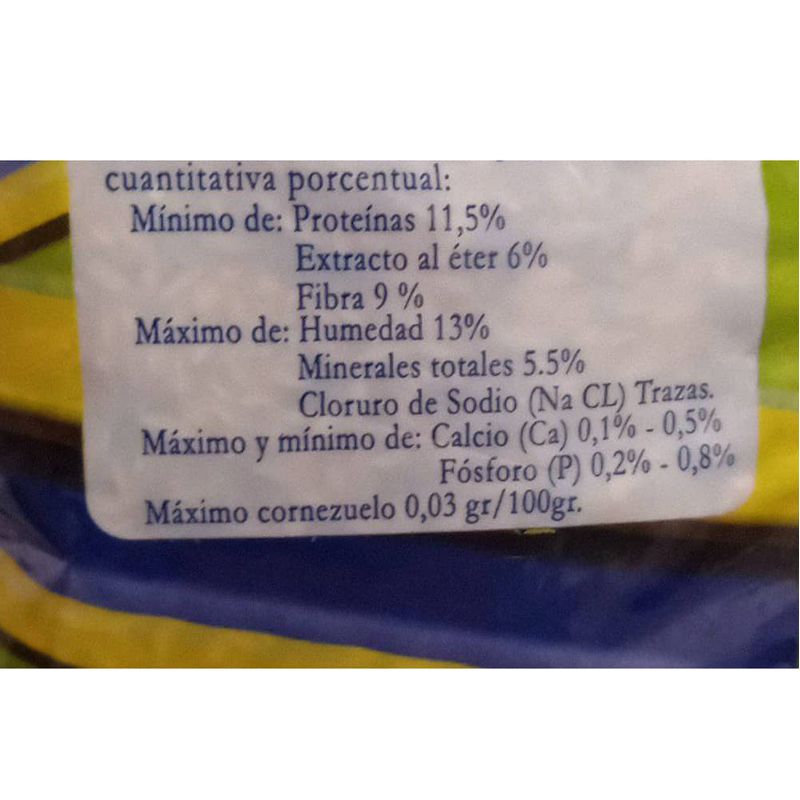 cuantitativa porcentual:
Mínimo de: Proteínas 11,5%
Extracto al éter 6%
Fibra 9 %
Máximo de: Humedad 13%
Minerales totales 5.5%
Cloruro de Sodio (Na CL) Trazas.
Máximo y mínimo de: Calcio (Ca) 0,1% - 0,5%
Fósforo (P) 0,2% - 0,8%
Máximo cornezuelo 0,03 gr/100gr.